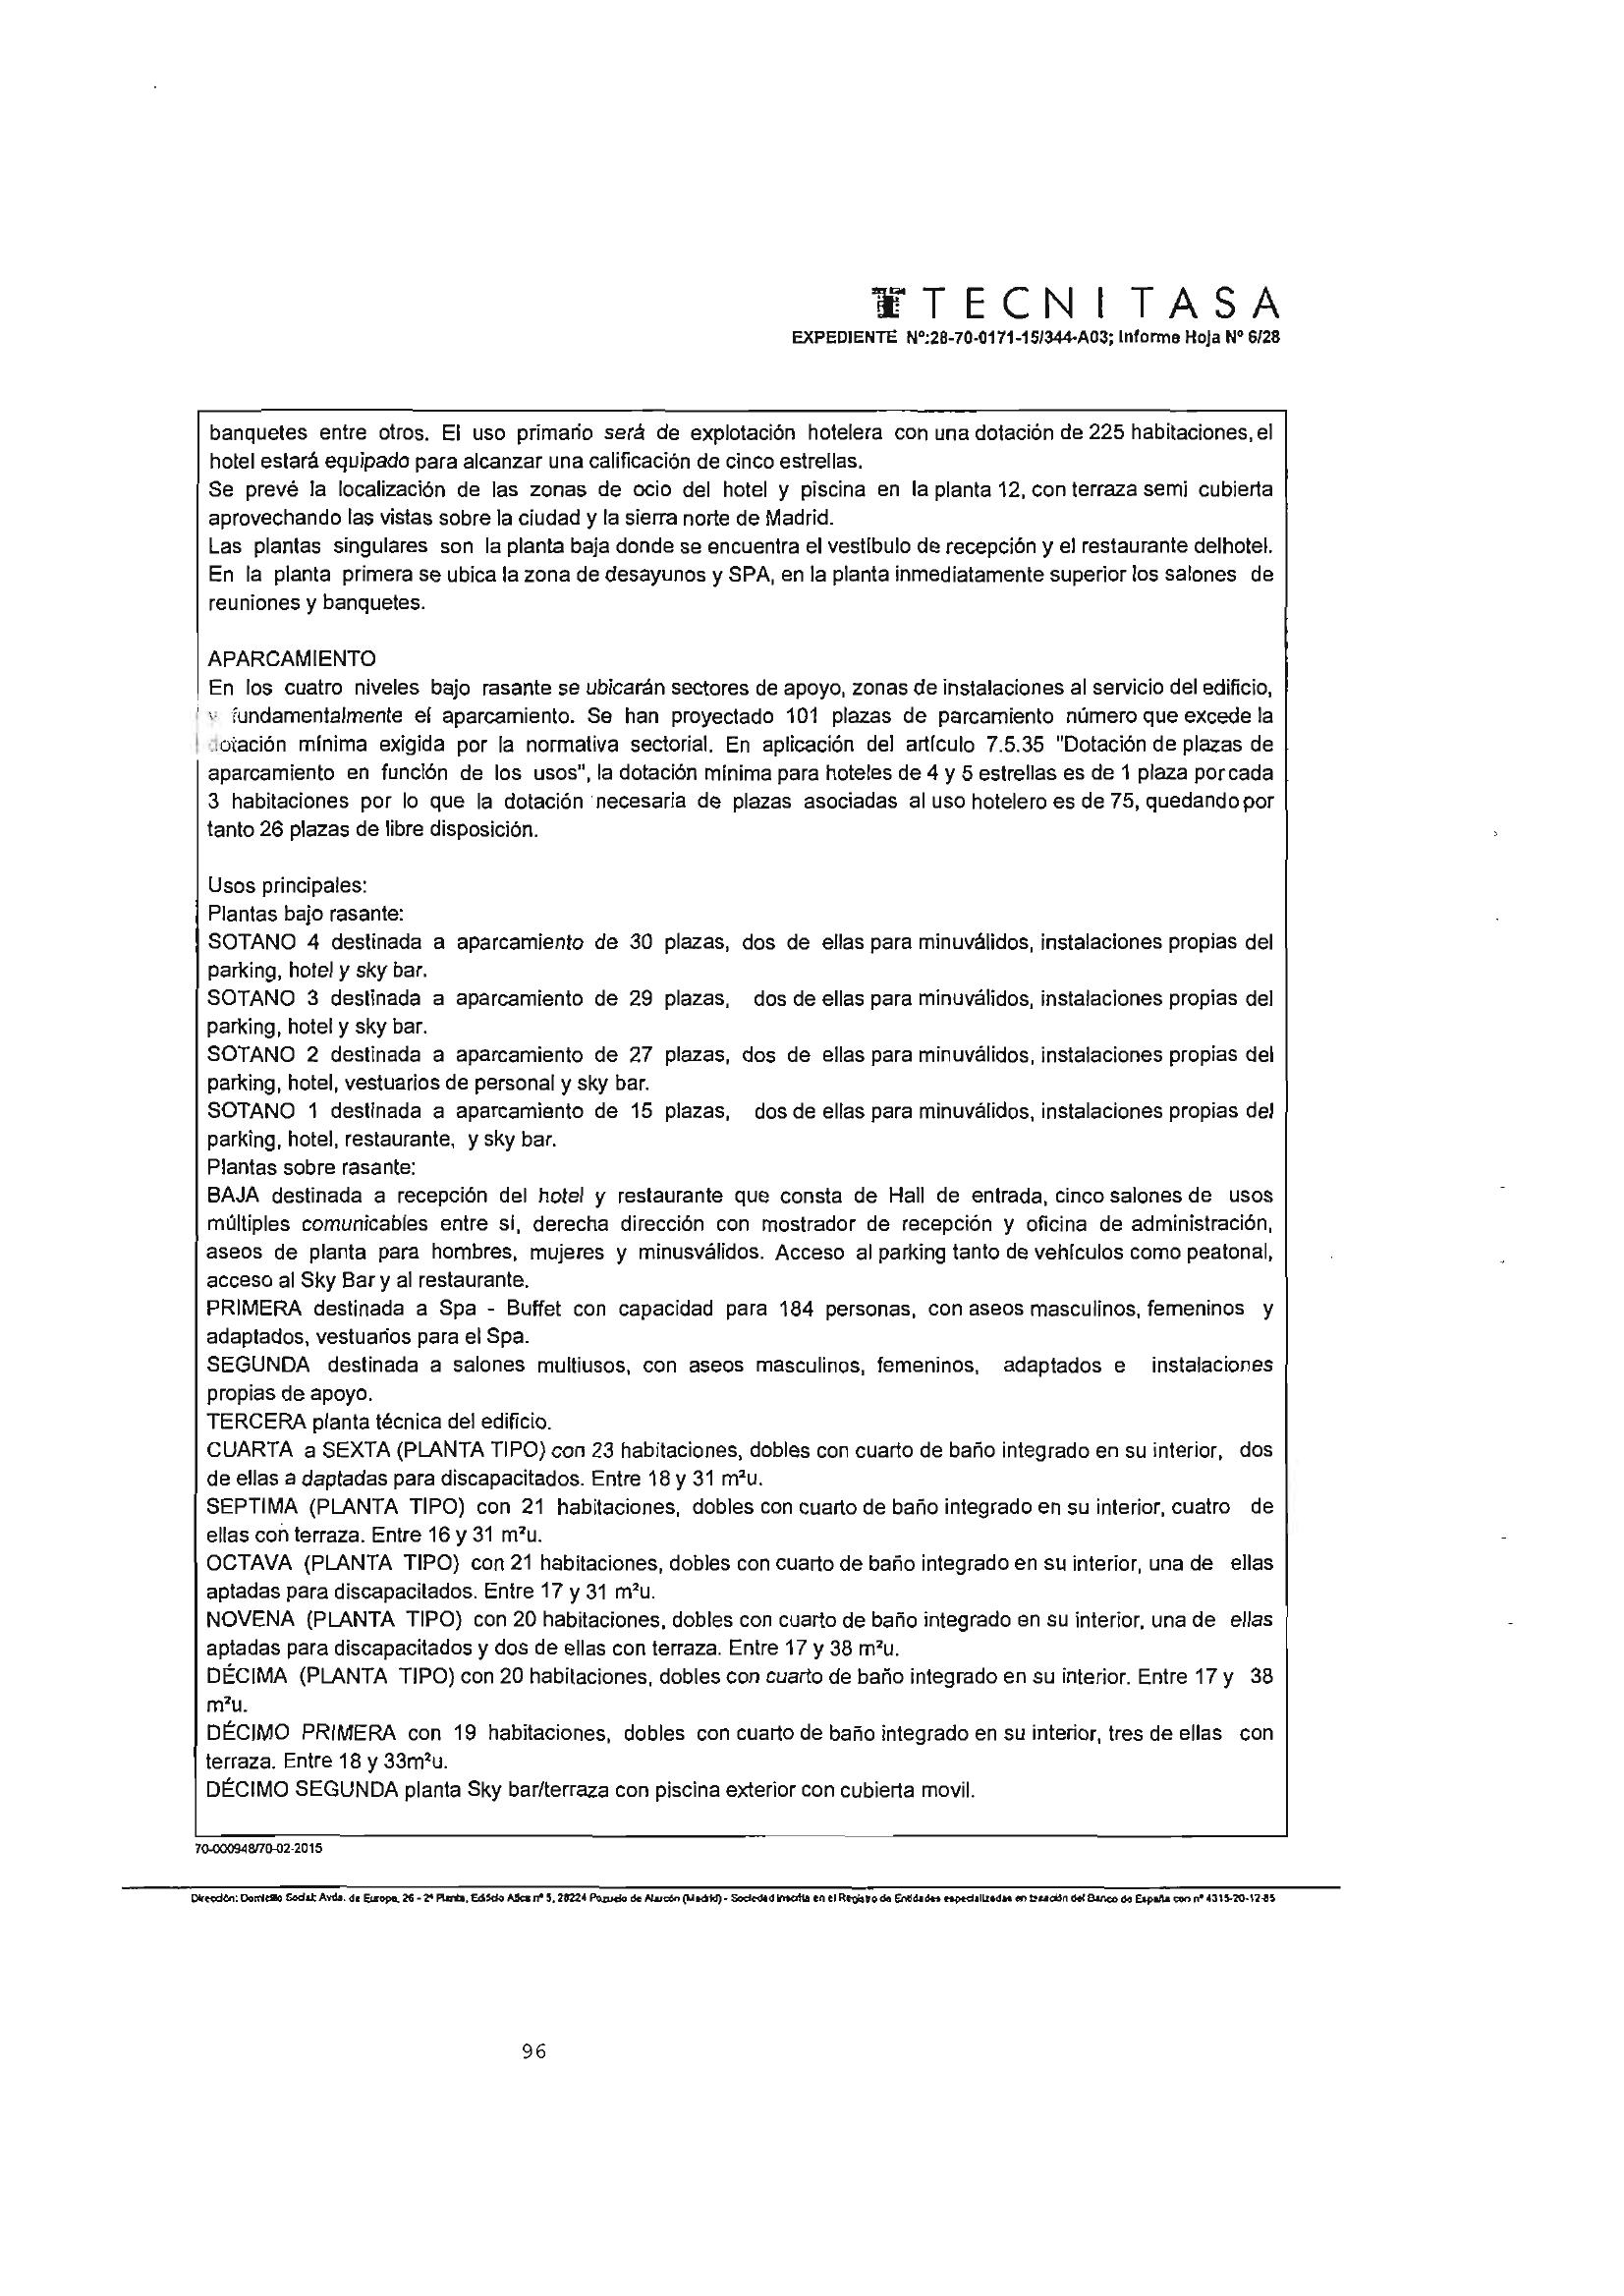 TECNITASA
EXPEDIENTE Nº:28-70-0171-15/344-A03; Informe Hoja Nº 6/28
banquetes entre otros. El uso primario será de explotación hotelera con una dotación de 225 habitaciones, el
hotel estará equipado para alcanzar una calificación de cinco estrellas.
Se prevé la localización de las zonas de ocio del hotel y piscina en la planta 12, con terraza semi cubierta
aprovechando las vistas sobre la ciudad y la sierra norte de Madrid.
Las plantas singulares son la planta baja donde se encuentra el vestíbulo de recepción y el restaurante delhotel.
En la planta primera se ubica la zona de desayunos y SPA, en la planta inmediatamente superior los salones de
reuniones y banquetes.
APARCAMIENTO
En los cuatro niveles bajo rasante se ubicarán sectores de apoyo, zonas de instalaciones al servicio del edificio,
y fundamentalmente el aparcamiento. Se han proyectado 101 plazas de parcamiento número que excede la
dotación mínima exigida por la normativa sectorial. En aplicación del artículo 7.5.35 "Dotación de plazas de
aparcamiento en función de los usos", la dotación mínima para hoteles de 4 y 5 estrellas es de 1 plaza por cada
3 habitaciones por lo que la dotación necesaria de plazas asociadas al uso hotelero es de 75, quedando por
tanto 26 plazas de libre disposición.
Usos principales:
Plantas bajo rasante:
SOTANO 4 destinada a aparcamiento de 30 plazas, dos de ellas para minuválidos, instalaciones propias del
parking, hotel y sky bar.
SOTANO 3 destinada a aparcamiento de 29 plazas, dos de ellas para minuválidos, instalaciones propias del
parking, hotel y sky bar.
SOTANO 2 destinada a aparcamiento de 27 plazas, dos de ellas para minuválidos, instalaciones propias del
parking, hotel, vestuarios de personal y sky bar.
SOTANO 1 destinada a aparcamiento de 15 plazas, dos de ellas para minuválidos, instalaciones propias del
parking, hotel, restaurante, y sky bar.
Plantas sobre rasante:
BAJA destinada a recepción del hotel y restaurante que consta de Hall de entrada, cinco salones de usos
múltiples comunicables entre sí, derecha dirección con mostrador de recepción y oficina de administración,
aseos de planta para hombres, mujeres y minusválidos. Acceso al parking tanto de vehículos como peatonal,
acceso al Sky Bar y al restaurante.
PRIMERA destinada a Spa - Buffet con capacidad para 184 personas, con aseos masculinos, femeninos y
adaptados, vestuarios para el Spa.
SEGUNDA destinada a salones multiusos, con aseos masculinos, femeninos, adaptados e instalaciones
propias de apoyo.
TERCERA planta técnica del edificio.
CUARTA a SEXTA (PLANTA TIPO) con 23 habitaciones, dobles con cuarto de baño integrado en su interior, dos
de ellas a daptadas para discapacitados. Entre 18 y 31 m²u.
SEPTIMA (PLANTA TIPO) con 21 habitaciones, dobles con cuarto de baño integrado en su interior, cuatro de
ellas con terraza. Entre 16 y 31 m²u.
OCTAVA (PLANTA TIPO) con 21 habitaciones, dobles con cuarto de baño integrado en su interior, una de ellas
aptadas para discapacitados. Entre 17 y 31 m²u.
NOVENA (PLANTA TIPO) con 20 habitaciones, dobles con cuarto de baño integrado en su interior, una de ellas
aptadas para discapacitados y dos de ellas con terraza. Entre 17 y 38 m²u.
DÉCIMA (PLANTA TIPO) con 20 habitaciones, dobles con cuarto de baño integrado en su interior. Entre 17 y 38
m²u.
DÉCIMO PRIMERA con 19 habitaciones, dobles con cuarto de baño integrado en su interior, tres de ellas con
terraza. Entre 18 y 33m²u.
DÉCIMO SEGUNDA planta Sky bar/terraza con piscina exterior con cubierta movil.
70-000948/70-02-2015
Dirección: Domicilio Social: Avda. de Europa, 26 - 2ª Planta, Edificio Ática nº 5, 28224 Pozuelo de Alarcón (Madrid) - Sociedad inscrita en el Registro de Entidades especializadas en tasación del Banco de España con nº 4315-20-12-85
96